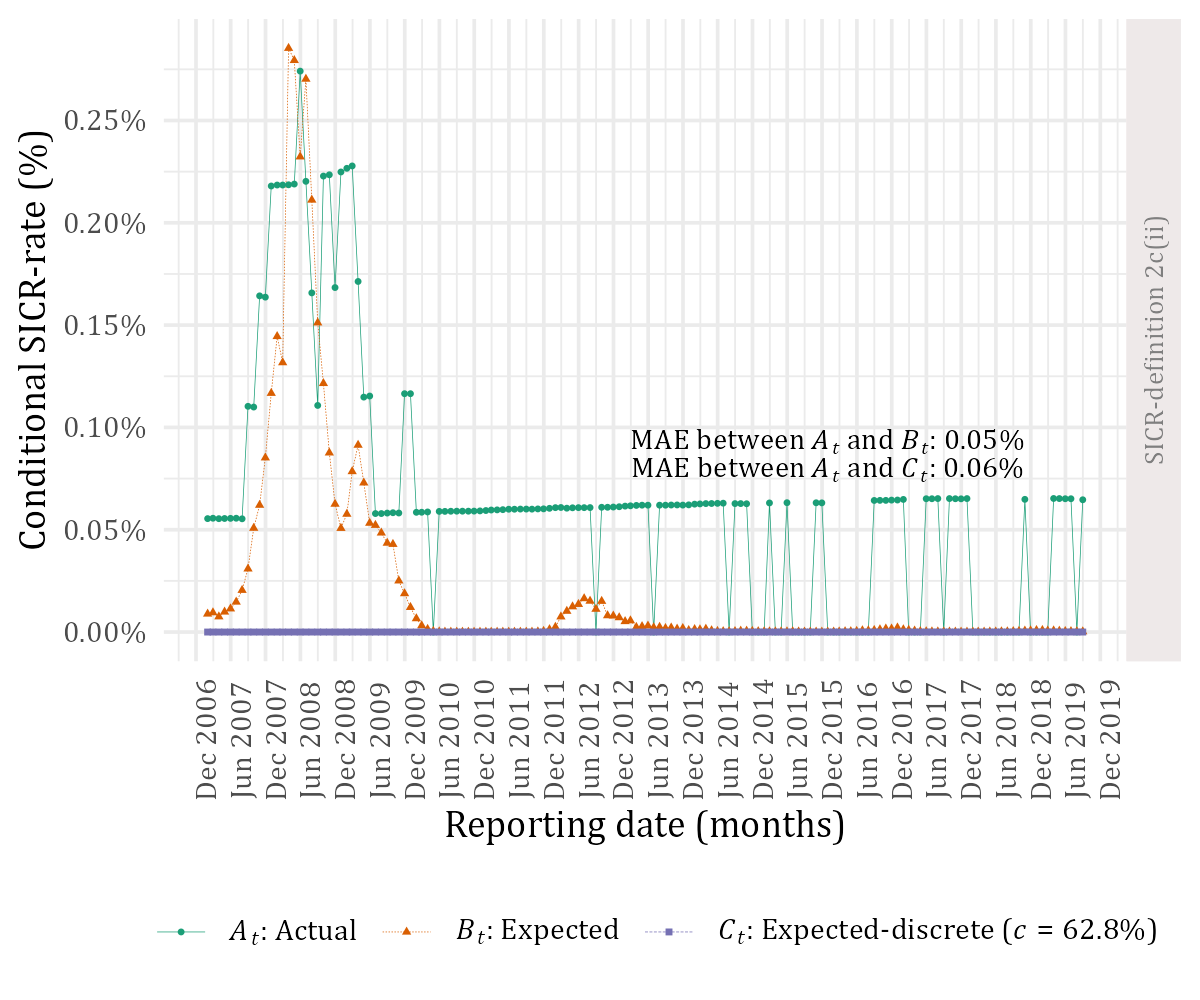 Conditional SICR-rate (%)
0.25%
0.20%
0.15%
0.10%
0.05%
0.00%
MAE between A_t and B_t: 0.05%
MAE between A_t and C_t: 0.06%
SICR-definition 2c(ii)
Dec 2006
Jun 2007
Dec 2007
Jun 2008
Dec 2008
Jun 2009
Dec 2009
Jun 2010
Dec 2010
Jun 2011
Dec 2011
Jun 2012
Dec 2012
Jun 2013
Dec 2013
Jun 2014
Dec 2014
Jun 2015
Dec 2015
Jun 2016
Dec 2016
Jun 2017
Dec 2017
Jun 2018
Dec 2018
Jun 2019
Dec 2019
Reporting date (months)
A_t: Actual B_t: Expected C_t: Expected-discrete (c = 62.8%)